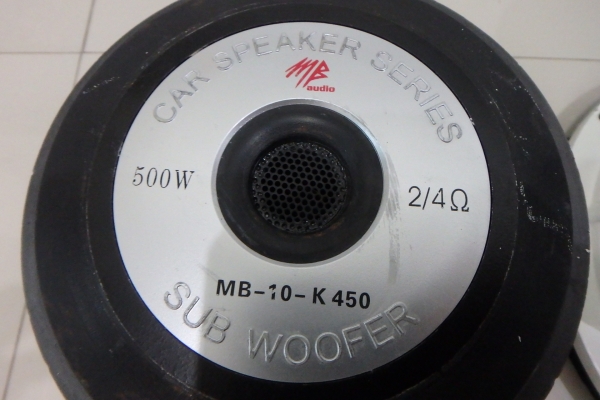 CAR SPEAKER SERIES
MB
audio
500W
2/4Ω
MB-10-K450
SUB WOOFER